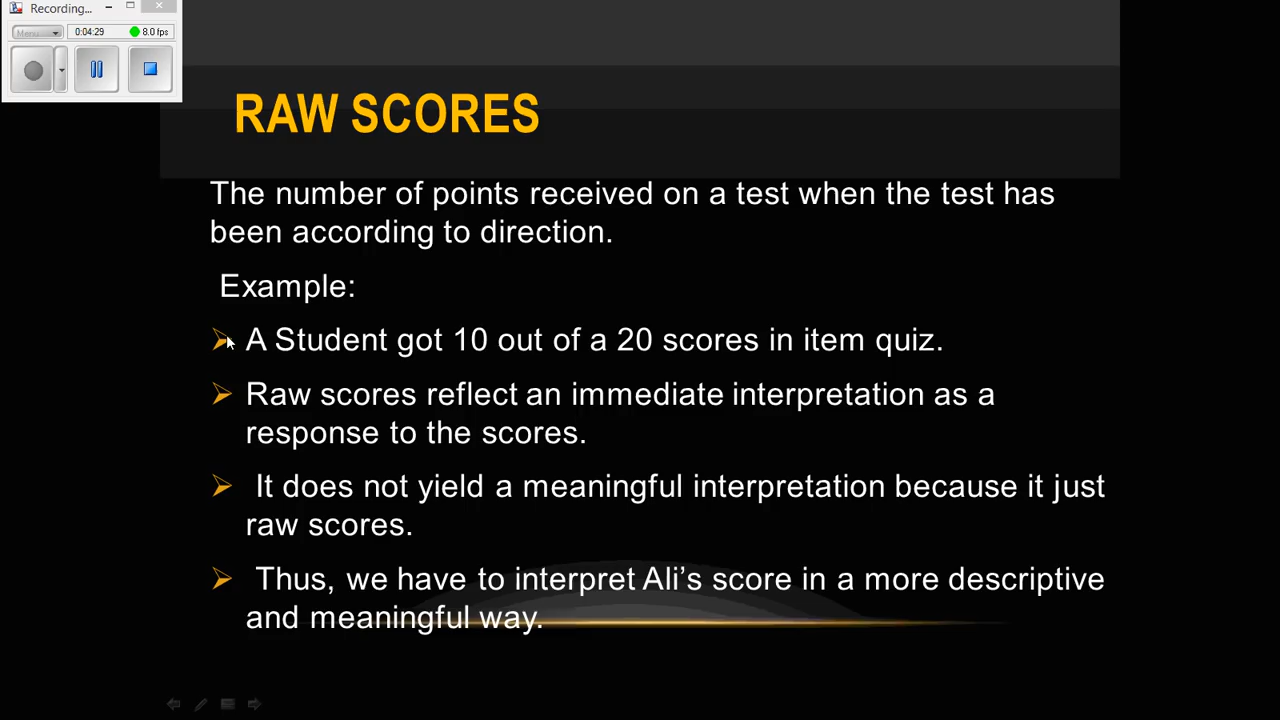 Recording...
Menu
0:04:29
8.0 fps
RAW SCORES
The number of points received on a test when the test has
been according to direction.
Example:
A Student got 10 out of a 20 scores in item quiz.
Raw scores reflect an immediate interpretation as a
response to the scores.
It does not yield a meaningful interpretation because it just
raw scores.
Thus, we have to interpret Ali’s score in a more descriptive
and meaningful way.